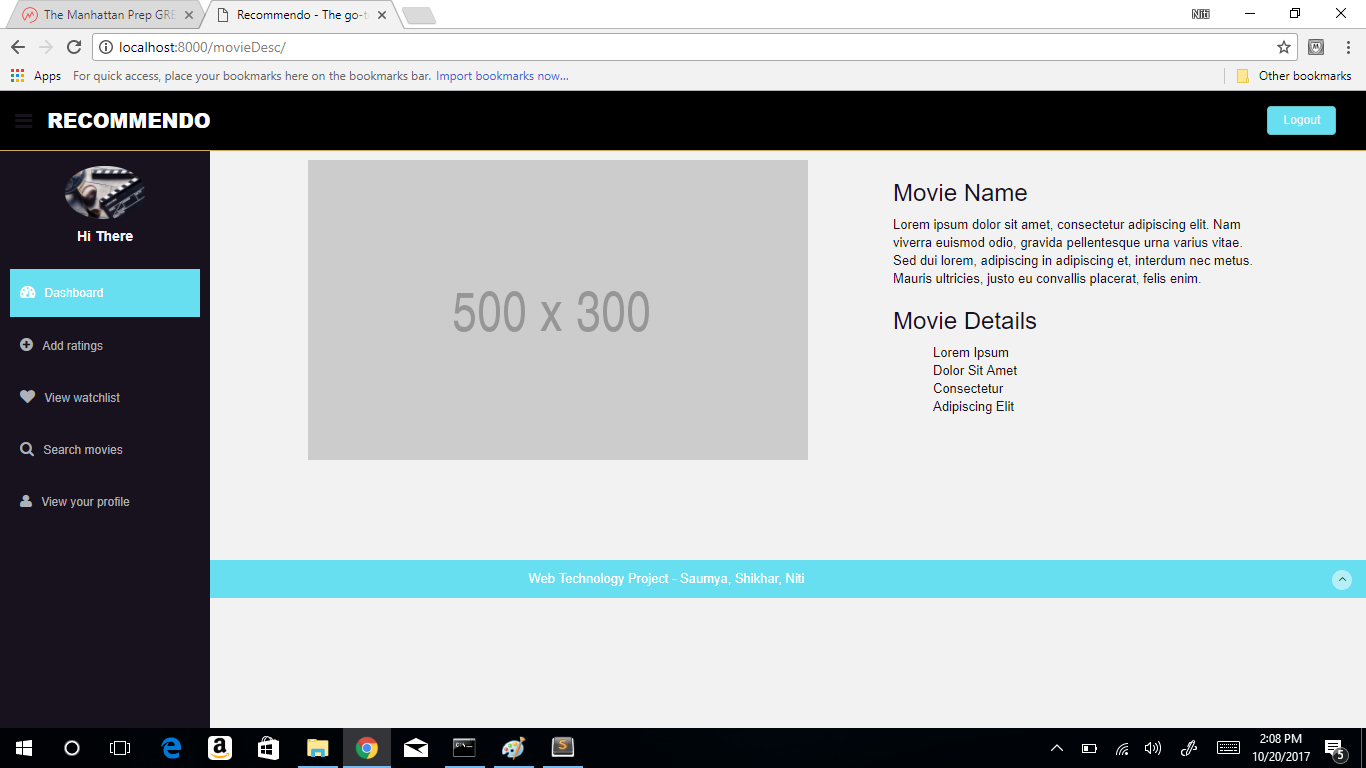 The Manhattan Prep GRE
Recommendo - The go-t
Niti
localhost:8000/movieDesc/
Apps
For quick access, place your bookmarks here on the bookmarks bar. Import bookmarks now...
Other bookmarks
RECOMMENDO
Logout
Hi There
Dashboard
Add ratings
View watchlist
Search movies
View your profile
500 x 300
Movie Name
Lorem ipsum dolor sit amet, consectetur adipiscing elit. Nam
viverra euismod odio, gravida pellentesque urna varius vitae.
Sed dui lorem, adipiscing in adipiscing et, interdum nec metus.
Mauris ultricies, justo eu convallis placerat, felis enim.
Movie Details
Lorem Ipsum
Dolor Sit Amet
Consectetur
Adipiscing Elit
Web Technology Project - Saumya, Shikhar, Niti
2:08 PM
10/20/2017
5